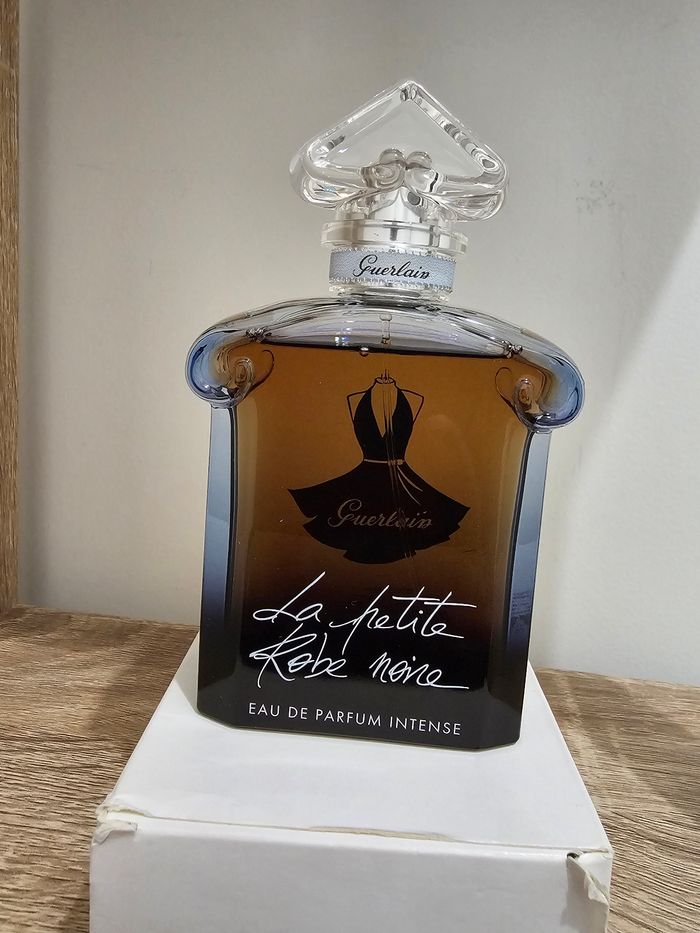 Guerlain
Guerlain
La petite
Robe noire
EAU DE PARFUM INTENSE